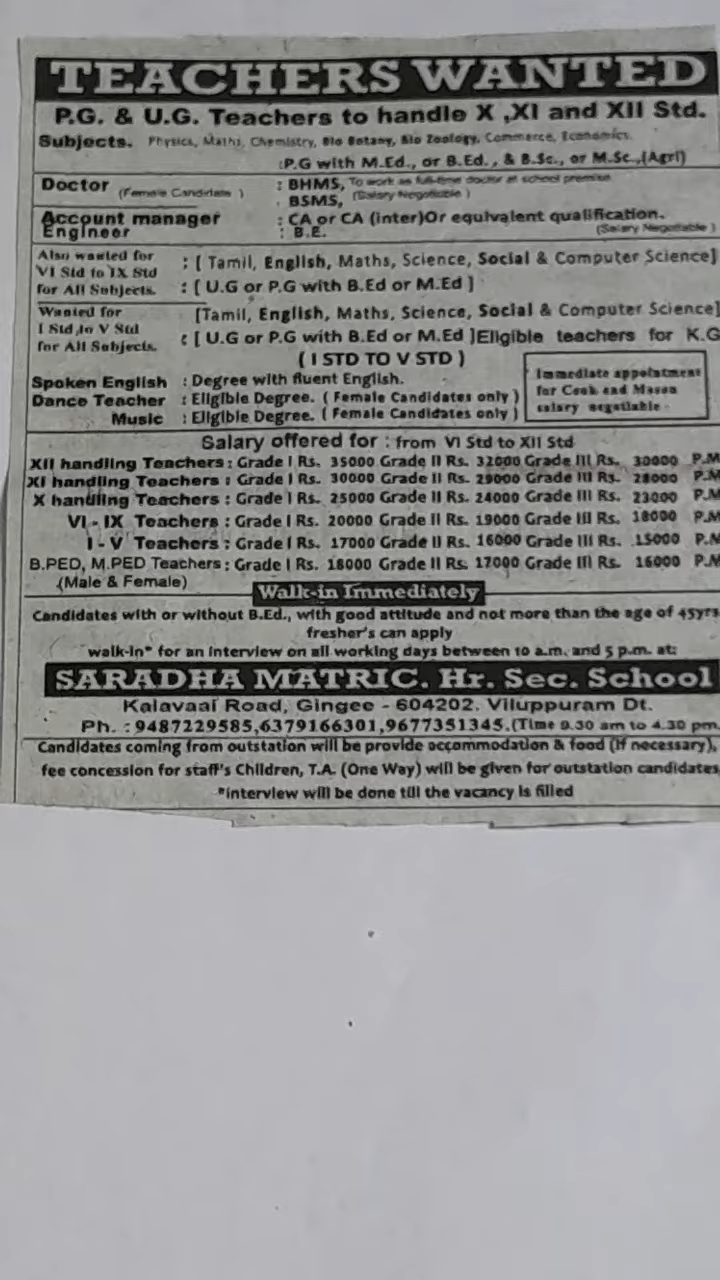 TEACHERS WANTED
P.G. & U.G. Teachers to handle X ,XI and XII Std.
Subjects. Physics, Maths, Chemistry, Bio Botany, Bio Zoology, Commerce, Economics.
:P.G with M.Ed., or B.Ed., & B.Sc., or M.Sc.,(Agri)
Doctor (Female Candidate ) : BHMS, To work as full-time doctor at school premise
BSMS, (Salary Negotiable )
Account manager : CA or CA (inter)Or equivalent qualification.
Engineer : B.E. (Salary Negotiable )
Also wanted for
VI Std to IX Std : [ Tamil, English, Maths, Science, Social & Computer Science]
for All Subjects. : [ U.G or P.G with B.Ed or M.Ed ]
Wanted for [Tamil, English, Maths, Science, Social & Computer Science]
I Std,to V Std
for All Subjects. : [ U.G or P.G with B.Ed or M.Ed ]Eligible teachers for K.G
( I STD TO V STD )
Spoken English : Degree with fluent English.
Dance Teacher : Eligible Degree. ( Female Candidates only )
Music : Eligible Degree. ( Female Candidates only )
Immediate appointment
for Cook and Mason
salary negotiable
Salary offered for : from VI Std to XII Std
XII handling Teachers : Grade I Rs. 35000 Grade II Rs. 32000 Grade III Rs. 30000 P.M
XI handling Teachers : Grade I Rs. 30000 Grade II Rs. 29000 Grade III Rs. 28000 P.M
X handling Teachers : Grade I Rs. 25000 Grade II Rs. 24000 Grade III Rs. 23000 P.M
VI - IX Teachers : Grade I Rs. 20000 Grade II Rs. 19000 Grade III Rs. 18000 P.M
I - V Teachers : Grade I Rs. 17000 Grade II Rs. 16000 Grade III Rs. 15000 P.M
B.PED, M.PED Teachers : Grade I Rs. 18000 Grade II Rs. 17000 Grade III Rs. 16000 P.M
(Male & Female)
Walk-in Immediately
Candidates with or without B.Ed., with good attitude and not more than the age of 45yrs
fresher's can apply
walk-in* for an interview on all working days between 10 a.m. and 5 p.m. at:
SARADHA MATRIC. Hr. Sec. School
Kalavaai Road, Gingee - 604202. Viluppuram Dt.
Ph. : 9487229585,6379166301,9677351345.(Time 9.30 am to 4.30 pm.
Candidates coming from outstation will be provide accommodation & food (if necessary),
fee concession for staff's Children, T.A. (One Way) will be given for outstation candidates
*interview will be done till the vacancy is filled